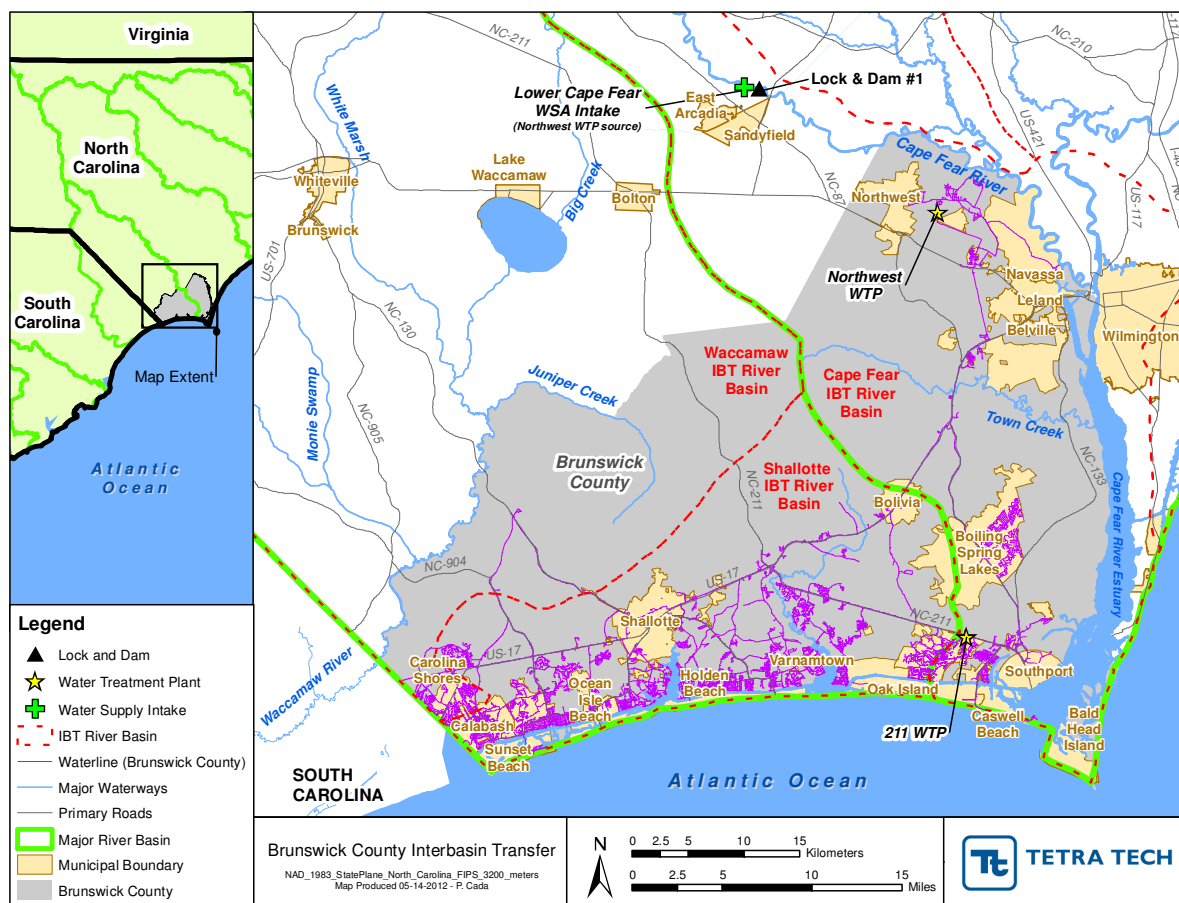 Virginia
North
Carolina
South
Carolina
Map Extent
Atlantic
Ocean
Legend
Lock and Dam
Water Treatment Plant
Water Supply Intake
IBT River Basin
Waterline (Brunswick County)
Major Waterways
Primary Roads
Major River Basin
Municipal Boundary
Brunswick County
NC-211
NC-210
US-421
US-117
White Marsh
Lower Cape Fear
WSA Intake
(Northwest WTP source)
Lock & Dam #1
East
Arcadia
Sandyfield
Cape Fear River
Whiteville
Brunswick
Lake
Waccamaw
Big Creek
Bolton
NC-87
Northwest
US-701
NC-130
Northwest
WTP
Navassa
Leland
Belville
Wilmington
Waccamaw
IBT River
Basin
Cape Fear
IBT River
Basin
Juniper Creek
Monie Swamp
NC-905
Town Creek
Brunswick
County
Shallotte
IBT River
Basin
NC-211
NC-133
Bolivia
Boiling
Spring
Lakes
Cape Fear River Estuary
NC-904
US-17
NC-211
Shallotte
Carolina
Shores
US-17
Varnamtown
Southport
Holden
Beach
Ocean
Isle
Beach
Oak Island
Waccamaw River
Calabash
Sunset
Beach
211 WTP
Caswell
Beach
Bald
Head
Island
SOUTH
CAROLINA
Atlantic Ocean
Brunswick County Interbasin Transfer
NAD_1983_StatePlane_North_Carolina_FIPS_3200_meters
Map Produced 05-14-2012 - P. Cada
N
0 2.5 5 10 15
Kilometers
0 2.5 5 10 15
Miles
Tt
TETRA TECH